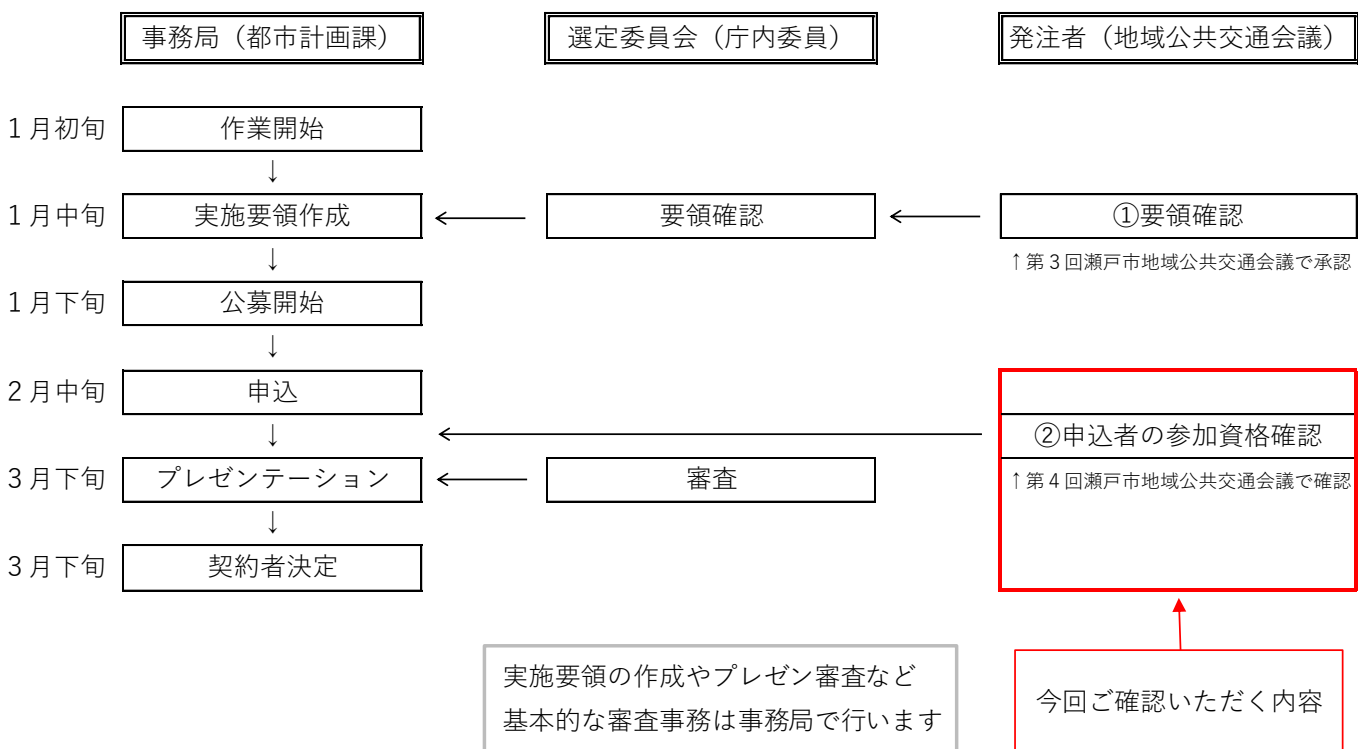 事務局（都市計画課）
選定委員会（庁内委員）
発注者（地域公共交通会議）
１月初旬
作業開始
↓
１月中旬
実施要領作成
←
要領確認
←
①要領確認
↓
↑第３回瀬戸市地域公共交通会議で承認
１月下旬
公募開始
↓
２月中旬
申込
↓
←
②申込者の参加資格確認
３月下旬
プレゼンテーション
←
審査
↑第４回瀬戸市地域公共交通会議で確認
↓
３月下旬
契約者決定
実施要領の作成やプレゼン審査など
基本的な審査事務は事務局で行います
今回ご確認いただく内容